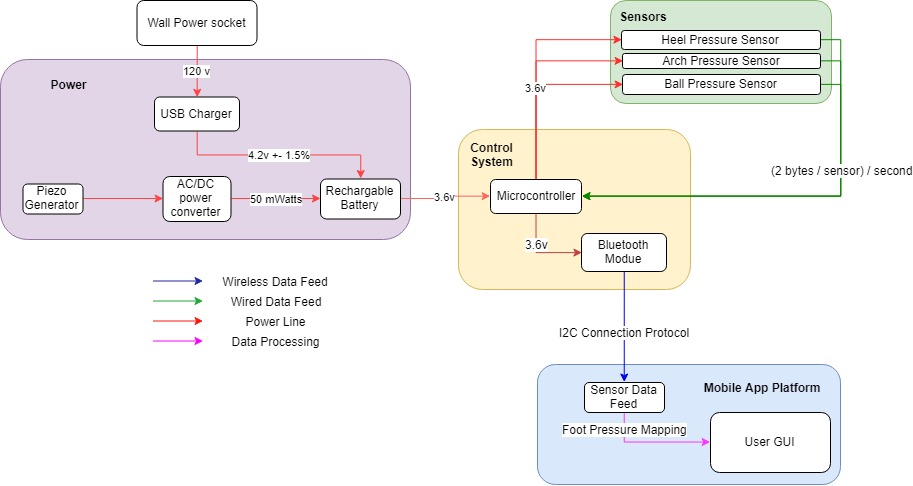 Wall Power socket
120 v
Power
USB Charger
4.2v +- 1.5%
Piezo
Generator
AC/DC
power
converter
50 mWatts
Rechargable
Battery
3.6v
Sensors
Heel Pressure Sensor
Arch Pressure Sensor
Ball Pressure Sensor
3.6v
(2 bytes / sensor) / second
Control
System
Microcontroller
3.6v
Bluetooth
Modue
Wireless Data Feed
Wired Data Feed
Power Line
Data Processing
I2C Connection Protocol
Mobile App Platform
Sensor Data
Feed
Foot Pressure Mapping
User GUI